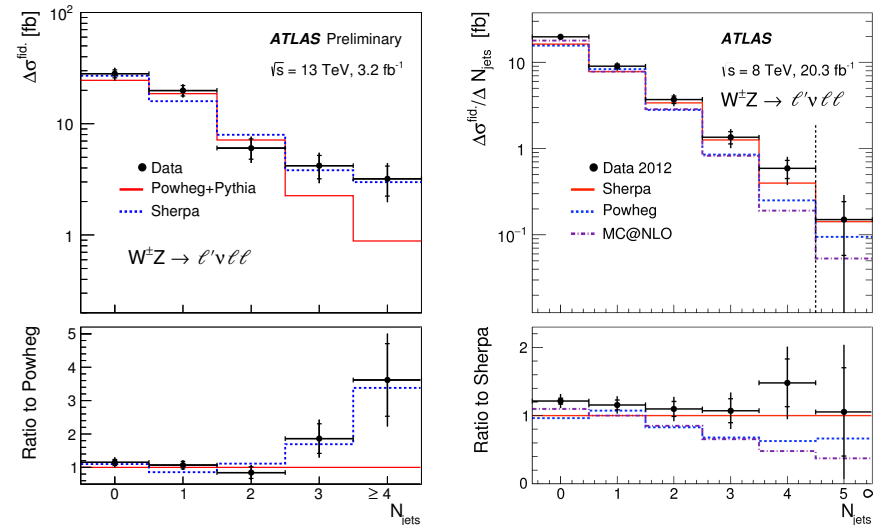 Δσ^fid. [fb]
10²
10
1
ATLAS Preliminary
√s = 13 TeV, 3.2 fb⁻¹
Data
Powheg+Pythia
Sherpa
W±Z → ℓ′νℓℓ
Ratio to Powheg
5
4
3
2
1
0 1 2 3 ≥ 4
N_jets
Δσ^fid./Δ N_jets [fb]
10
1
10⁻¹
ATLAS
√s = 8 TeV, 20.3 fb⁻¹
W±Z → ℓ′νℓℓ
Data 2012
Sherpa
Powheg
MC@NLO
Ratio to Sherpa
2
1
0
0 1 2 3 4 5
N_jets